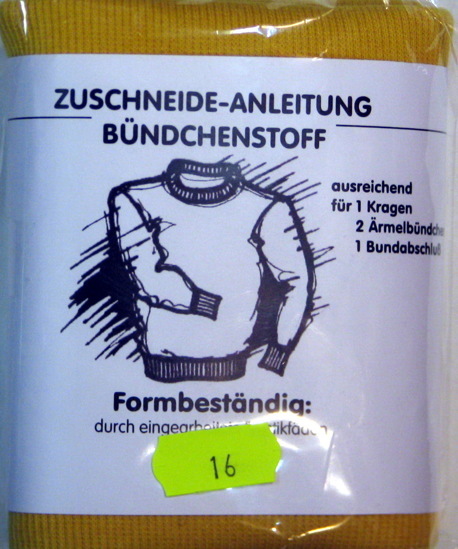 ZUSCHNEIDE-ANLEITUNG
BÜNDCHENSTOFF
ausreichend
für 1 Kragen
2 Ärmelbündche
1 Bundabschluß
Formbeständig:
durch
16